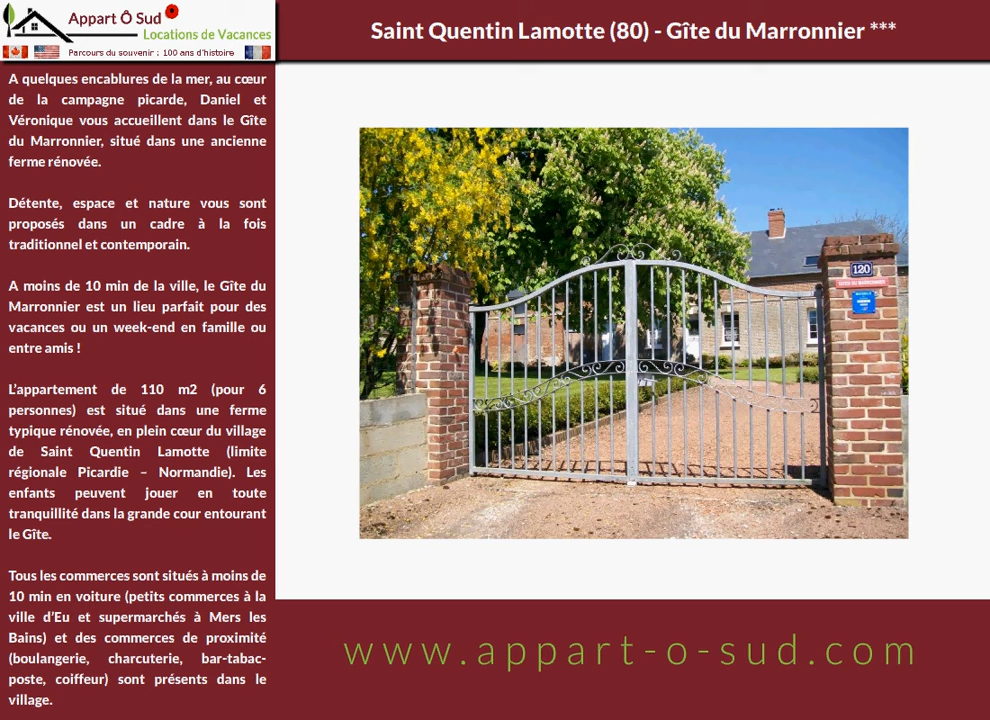 Appart Ô Sud
Locations de Vacances
Parcours du souvenir : 100 ans d'histoire
Saint Quentin Lamotte (80) - Gîte du Marronnier ***
A quelques encablures de la mer, au cœur
de la campagne picarde, Daniel et
Véronique vous accueillent dans le Gîte
du Marronnier, situé dans une ancienne
ferme rénovée.
Détente, espace et nature vous sont
proposés dans un cadre à la fois
traditionnel et contemporain.
A moins de 10 min de la ville, le Gîte du
Marronnier est un lieu parfait pour des
vacances ou un week-end en famille ou
entre amis !
L'appartement de 110 m2 (pour 6
personnes) est situé dans une ferme
typique rénovée, en plein cœur du village
de Saint Quentin Lamotte (limite
régionale Picardie – Normandie). Les
enfants peuvent jouer en toute
tranquillité dans la grande cour entourant
le Gîte.
Tous les commerces sont situés à moins de
10 min en voiture (petits commerces à la
ville d'Eu et supermarchés à Mers les
Bains) et des commerces de proximité
(boulangerie, charcuterie, bar-tabac-
poste, coiffeur) sont présents dans le
village.
120
www.appart-o-sud.com